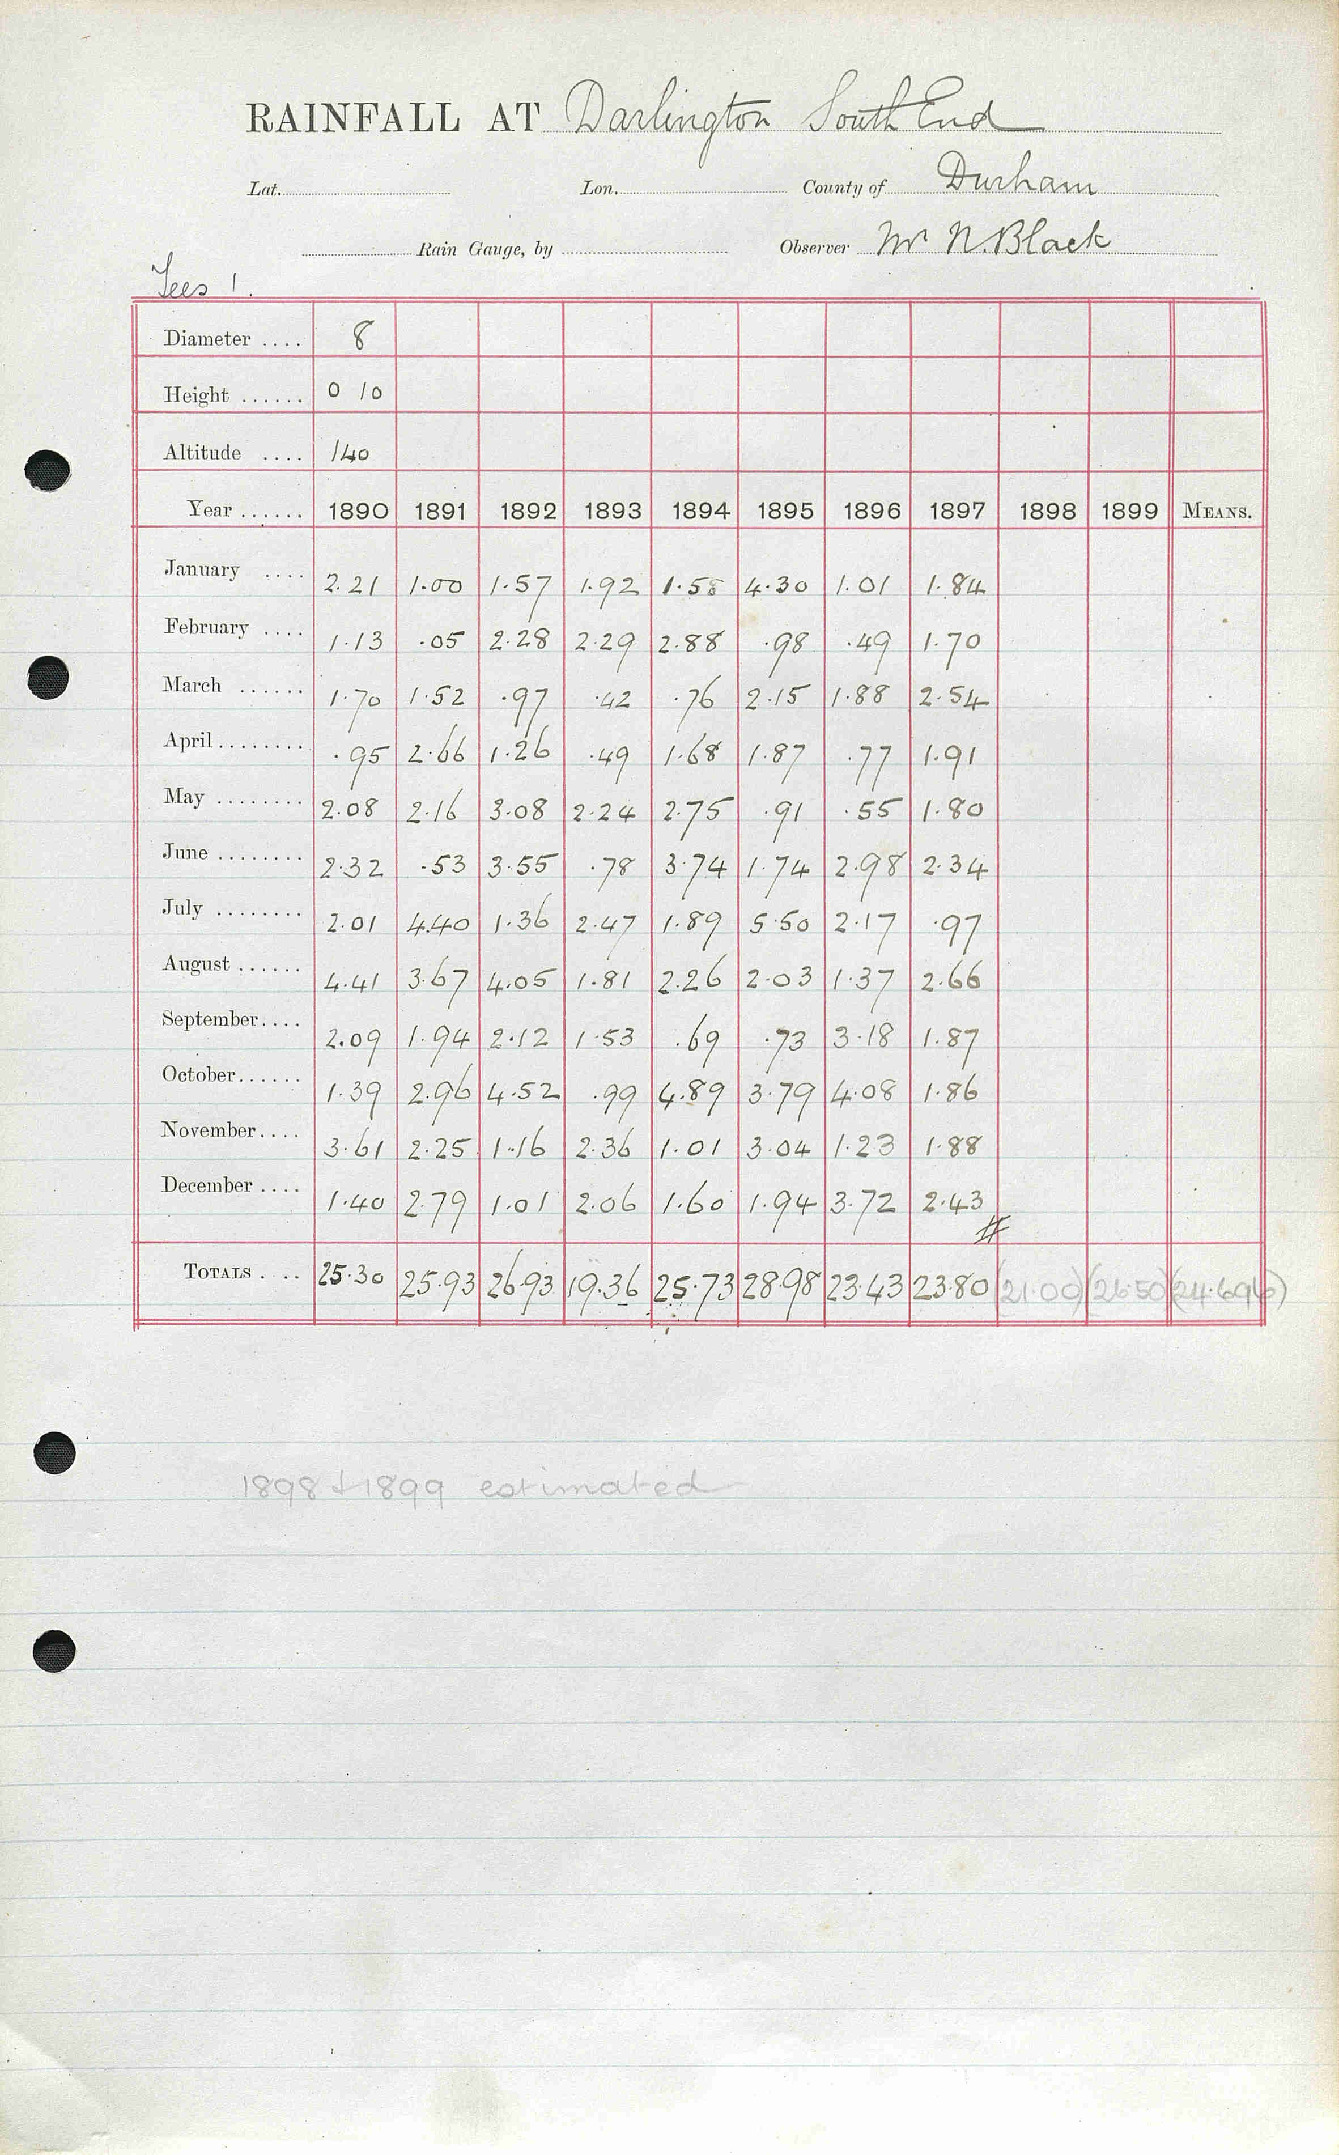 RAINFALL AT Darlington South End
Lat. Lon. County of Durham
Rain Gauge, by Observer Mr N. Black
Tees 1.
Diameter .... 8
Height ...... 0 10
Altitude .... 140
Year ...... 1890 1891 1892 1893 1894 1895 1896 1897 1898 1899 MEANS.
January .... 2.21 1.00 1.57 1.92 1.58 4.30 1.01 1.84
February .... 1.13 .05 2.28 2.29 2.88 .98 .49 1.70
March ...... 1.70 1.52 .97 .42 .76 2.15 1.88 2.54
April ........ .95 2.66 1.26 .49 1.68 1.87 .77 1.91
May ........ 2.08 2.16 3.08 2.24 2.75 .91 .55 1.80
June ........ 2.32 .53 3.55 .78 3.74 1.74 2.98 2.34
July ........ 2.01 4.40 1.36 2.47 1.89 5.50 2.17 .97
August ...... 4.41 3.67 4.05 1.81 2.26 2.03 1.37 2.66
September .... 2.09 1.94 2.12 1.53 .69 .73 3.18 1.87
October ...... 1.39 2.96 4.52 .99 4.89 3.79 4.08 1.86
November .... 3.61 2.25 1.16 2.36 1.01 3.04 1.23 1.88
December .... 1.40 2.79 1.01 2.06 1.60 1.94 3.72 2.43
#
TOTALS .... 25.30 25.93 26.93 19.36 25.73 28.98 23.43 23.80 (21.00) (26.50) (24.696)
1898 + 1899 estimated